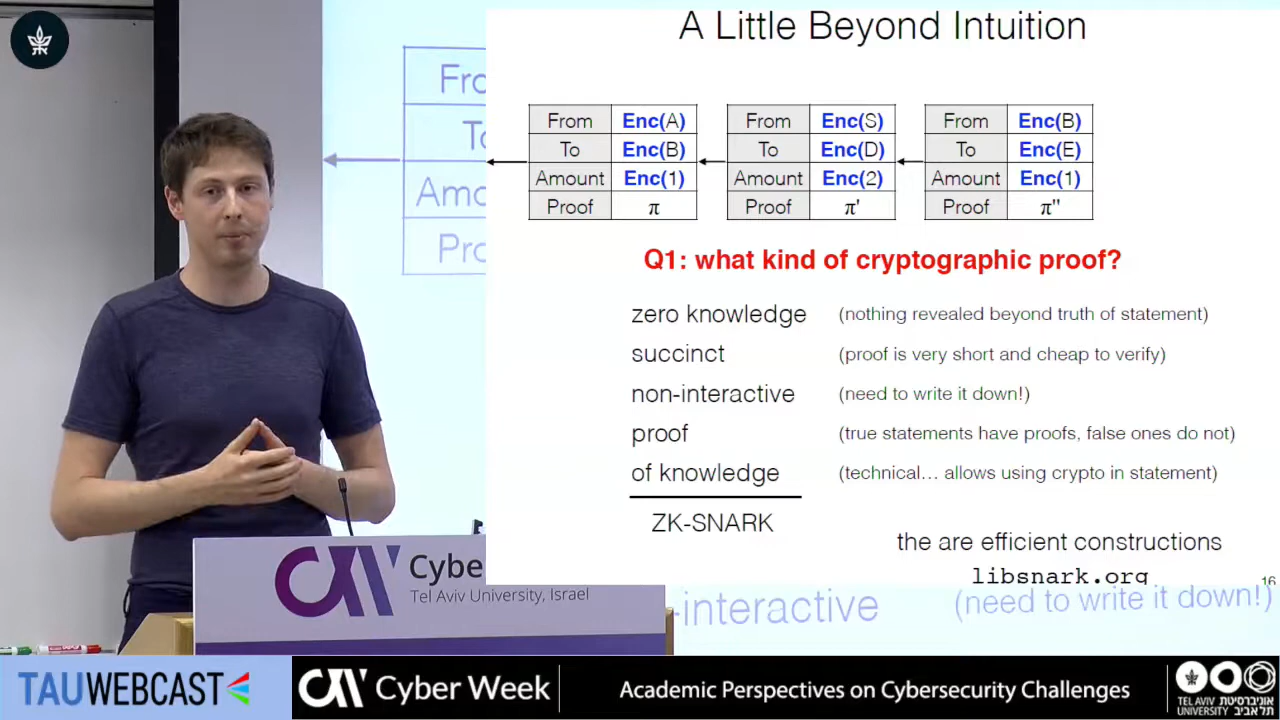 A Little Beyond Intuition
From Enc(A) From Enc(S) From Enc(B)
To Enc(B) To Enc(D) To Enc(E)
Amount Enc(1) Amount Enc(2) Amount Enc(1)
Proof π Proof π' Proof π''
Q1: what kind of cryptographic proof?
zero knowledge (nothing revealed beyond truth of statement)
succinct (proof is very short and cheap to verify)
non-interactive (need to write it down!)
proof (true statements have proofs, false ones do not)
of knowledge (technical... allows using crypto in statement)
ZK-SNARK
the are efficient constructions
libsnark.org
16
Fro
To
Amo
Pro
-interactive (need to write it down!)
Cybe
Tel Aviv University, Israel
TAUWEBCAST
Cyber Week
Academic Perspectives on Cybersecurity Challenges
TEL AVIV אוניברסיטת
UNIVERSITY תל אביב